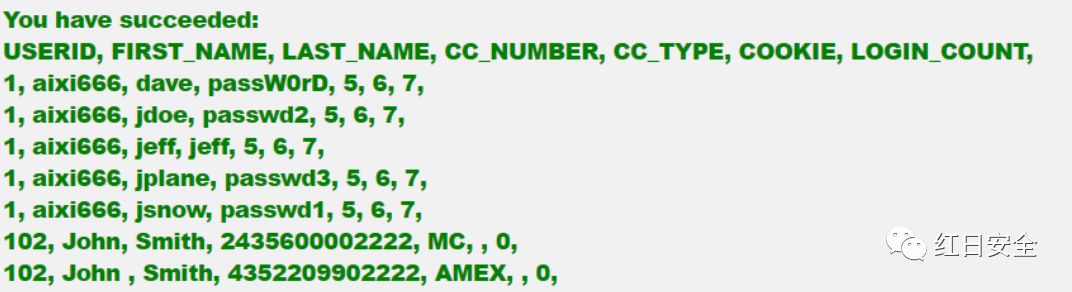 You have succeeded:
USERID, FIRST_NAME, LAST_NAME, CC_NUMBER, CC_TYPE, COOKIE, LOGIN_COUNT,
1, aixi666, dave, passW0rD, 5, 6, 7,
1, aixi666, jdoe, passwd2, 5, 6, 7,
1, aixi666, jeff, jeff, 5, 6, 7,
1, aixi666, jplane, passwd3, 5, 6, 7,
1, aixi666, jsnow, passwd1, 5, 6, 7,
102, John, Smith, 2435600002222, MC, , 0,
102, John , Smith, 4352209902222, AMEX, , 0,
红日安全